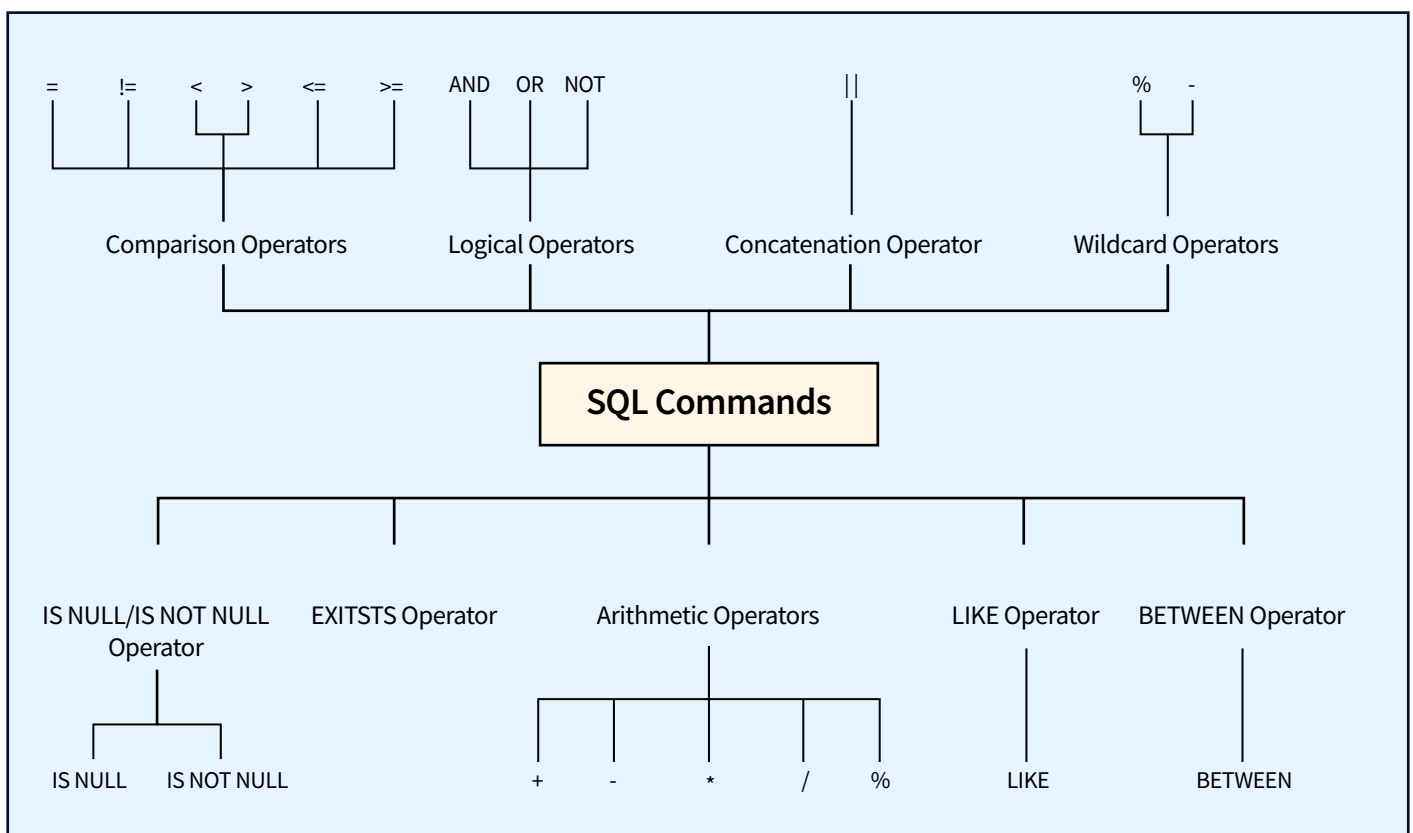 = != < > <= >= AND OR NOT || % -
Comparison Operators Logical Operators Concatenation Operator Wildcard Operators
SQL Commands
IS NULL/IS NOT NULL EXITSTS Operator Arithmetic Operators LIKE Operator BETWEEN Operator
Operator
IS NULL IS NOT NULL + - * / % LIKE BETWEEN